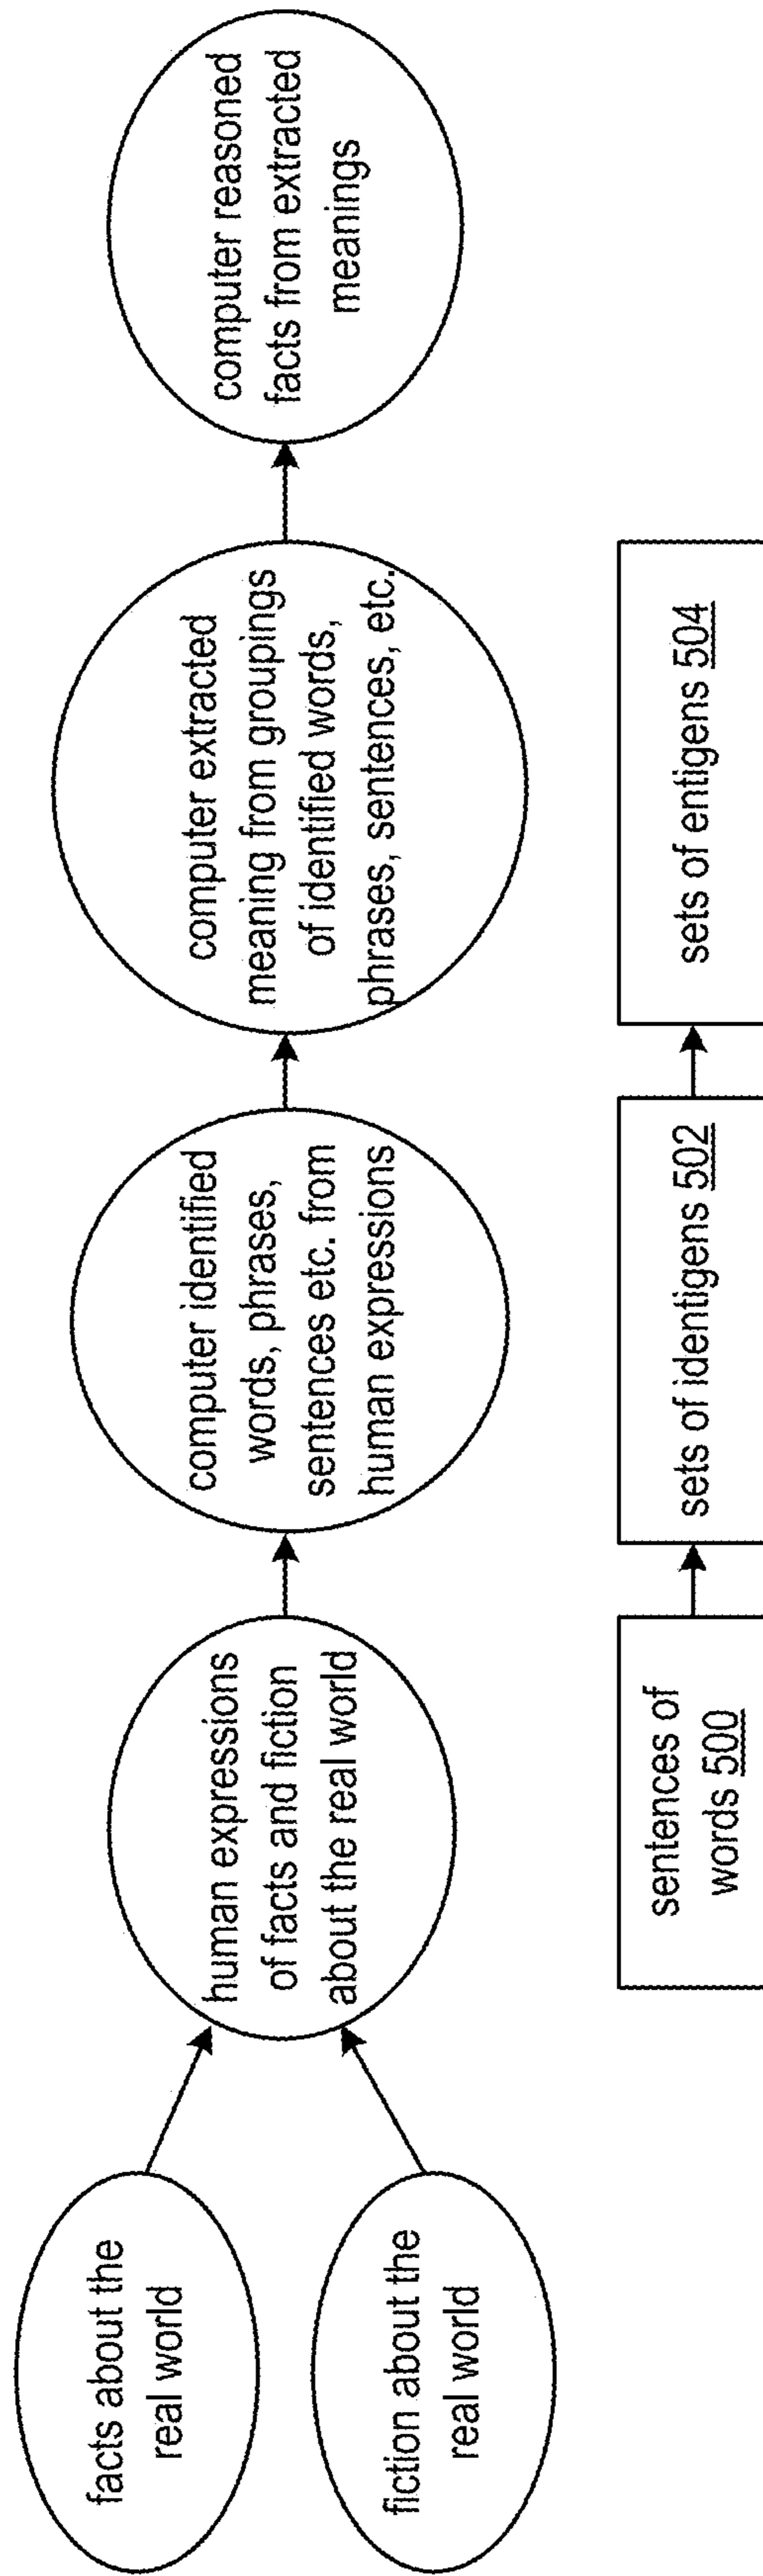 facts about the
real world
fiction about the
real world
human expressions
of facts and fiction
about the real world
computer identified
words, phrases,
sentences etc. from
human expressions
computer extracted
meaning from groupings
of identified words,
phrases, sentences, etc.
computer reasoned
facts from extracted
meanings
sentences of
words 500
sets of identigens 502
sets of entigens 504